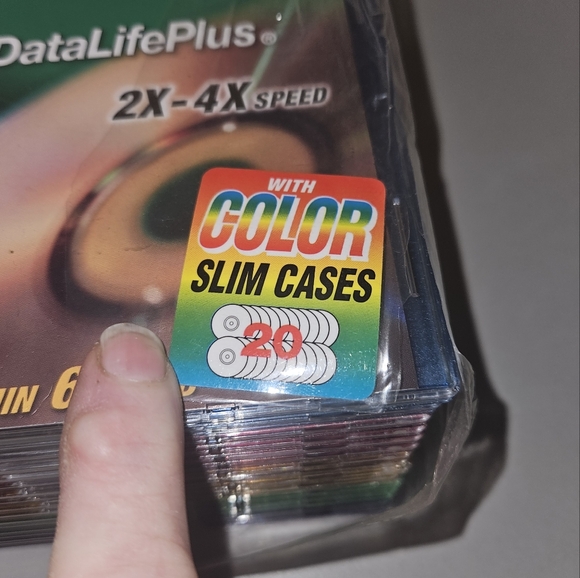 DataLifePlus®
2X-4X SPEED
WITH
COLOR
SLIM CASES
20